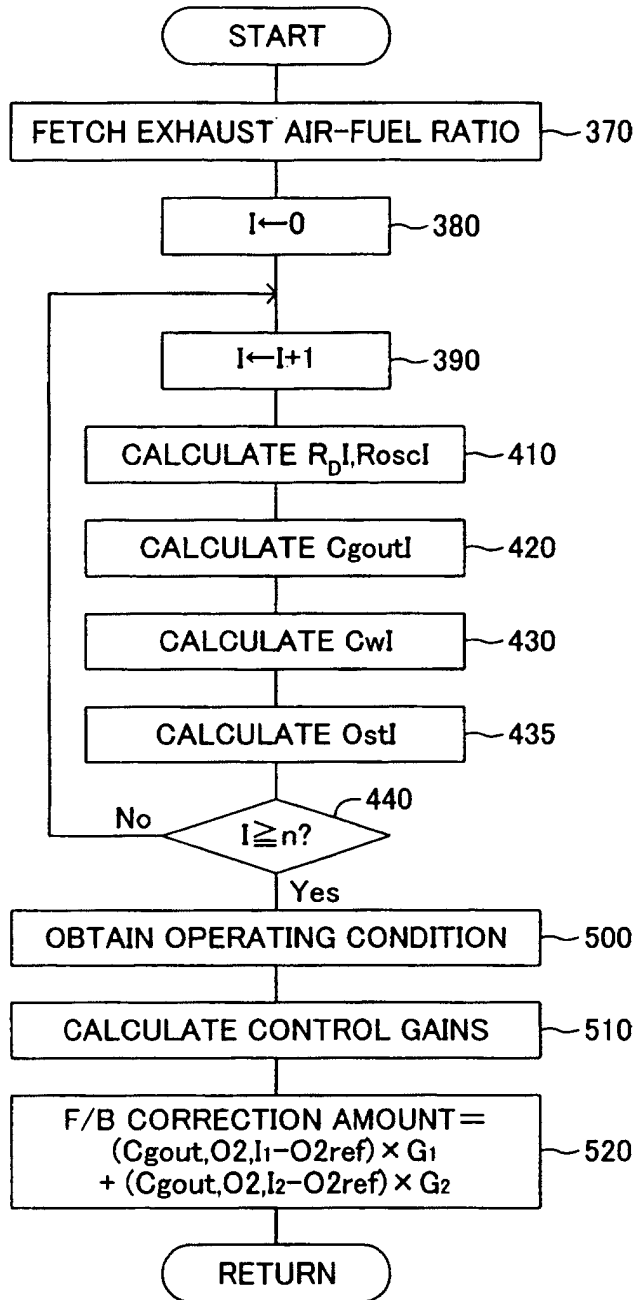 START
FETCH EXHAUST AIR-FUEL RATIO
370
I←0
380
I←I+1
390
CALCULATE RDI,RoscI
410
CALCULATE CgoutI
420
CALCULATE CwI
430
CALCULATE OstI
435
440
No
I≧n?
Yes
OBTAIN OPERATING CONDITION
500
CALCULATE CONTROL GAINS
510
F/B CORRECTION AMOUNT=
(Cgout,O2,I1-O2ref)×G1
+ (Cgout,O2,I2-O2ref)×G2
520
RETURN